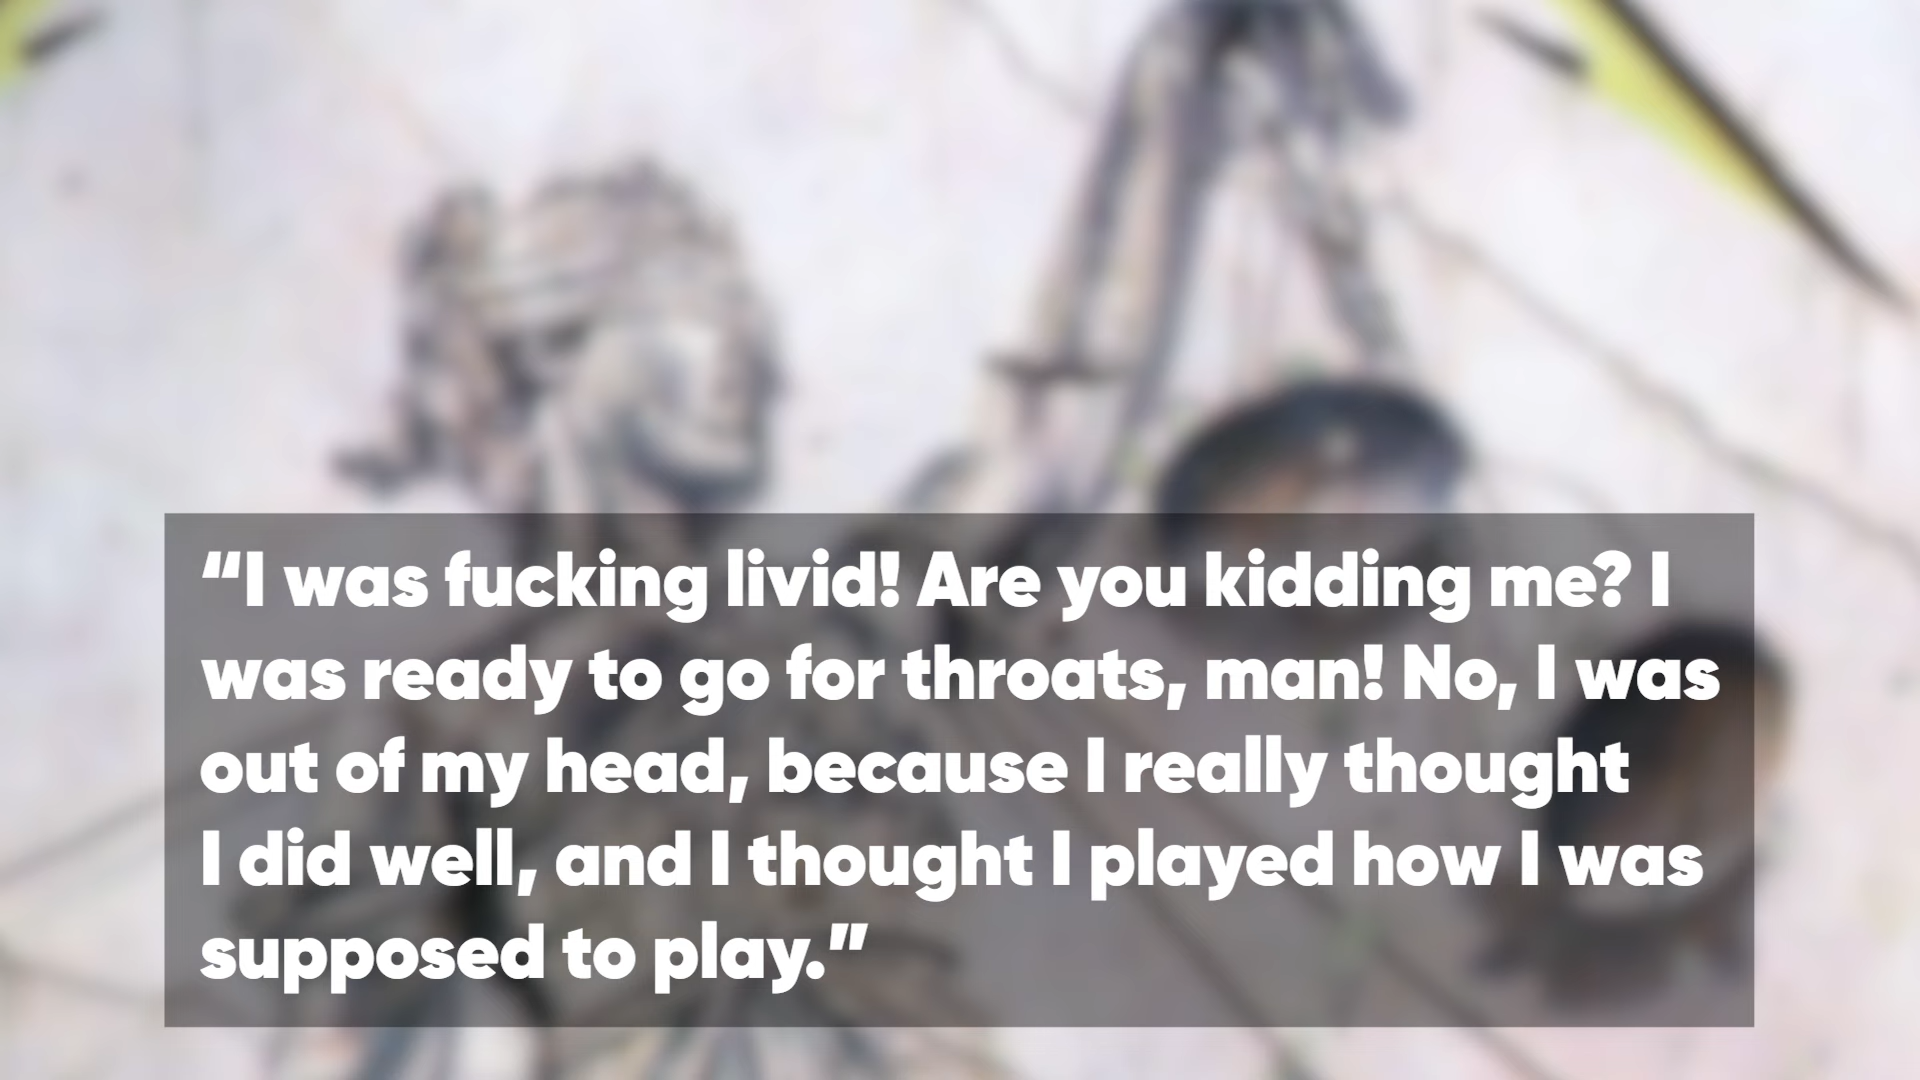 “I was fucking livid! Are you kidding me? I
was ready to go for throats, man! No, I was
out of my head, because I really thought
I did well, and I thought I played how I was
supposed to play.”